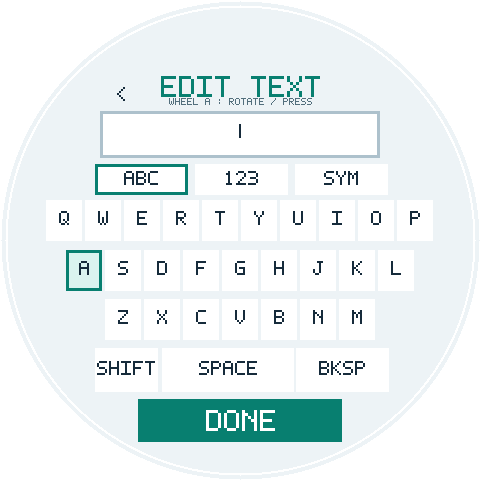 < EDIT TEXT
WHEEL A : ROTATE / PRESS
|
ABC 123 SYM
Q W E R T Y U I O P
A S D F G H J K L
Z X C V B N M
SHIFT SPACE BKSP
DONE